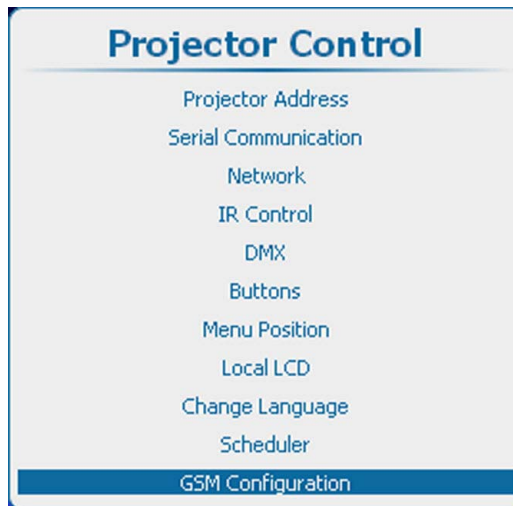 Projector Control
Projector Address
Serial Communication
Network
IR Control
DMX
Buttons
Menu Position
Local LCD
Change Language
Scheduler
GSM Configuration